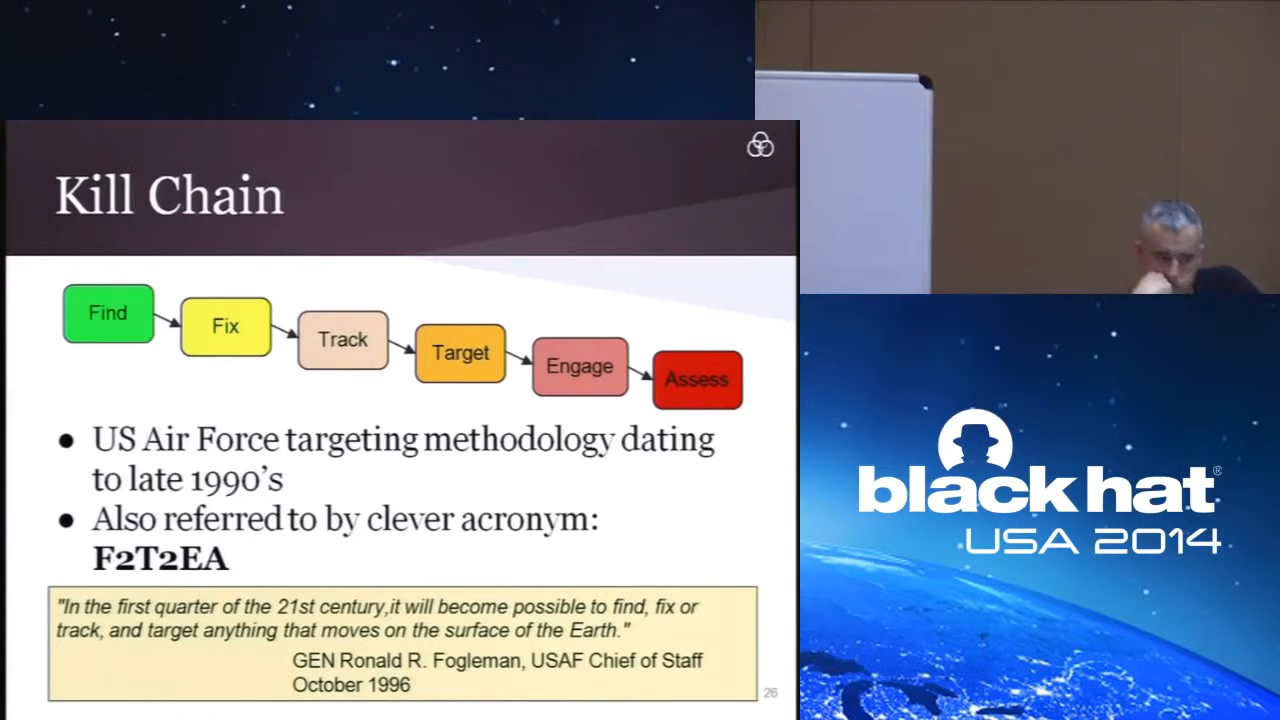 Kill Chain
Find
Fix
Track
Target
Engage
Assess
● US Air Force targeting methodology dating
to late 1990's
● Also referred to by clever acronym:
F2T2EA
"In the first quarter of the 21st century,it will become possible to find, fix or
track, and target anything that moves on the surface of the Earth."
GEN Ronald R. Fogleman, USAF Chief of Staff
October 1996
26
black hat®
USA 2014